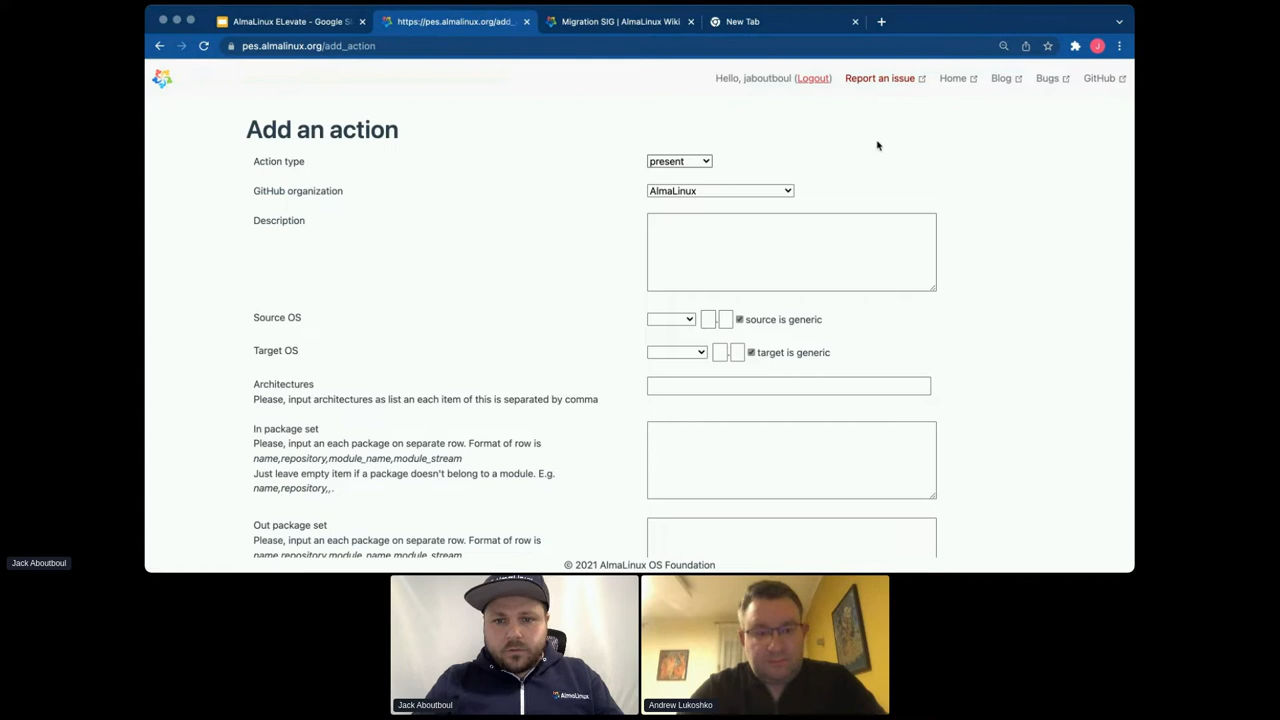 AlmaLinux ELevate - Google Sl
https://pes.almalinux.org/add_
Migration SIG | AlmaLinux Wiki
New Tab
pes.almalinux.org/add_action
Hello, jaboutboul (Logout)
Report an issue
Home
Blog
Bugs
GitHub
Add an action
Action type
present
GitHub organization
AlmaLinux
Description
Source OS
source is generic
Target OS
target is generic
Architectures
Please, input architectures as list an each item of this is separated by comma
In package set
Please, input an each package on separate row. Format of row is
name,repository,module_name,module_stream
Just leave empty item if a package doesn't belong to a module. E.g.
name,repository,,.
Out package set
Please, input an each package on separate row. Format of row is
name,repository,module_name,module_stream
© 2021 AlmaLinux OS Foundation
Jack Aboutboul
Jack Aboutboul
AlmaLinux
Andrew Lukoshko